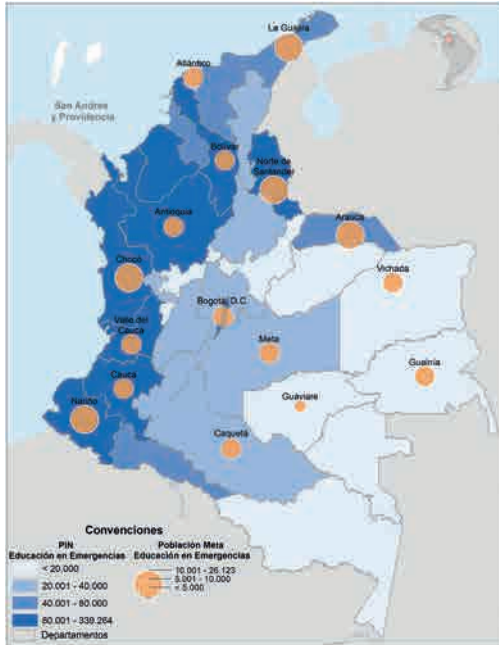 La Guajira
Atlántico
San Andres
y Providencia
Bolívar
Norte de
Santander
Antioquia
Arauca
Chocó
Vichada
Bogotá D.C.
Valle del
Cauca
Meta
Guainía
Cauca
Guaviare
Nariño
Caquetá
Convenciones
PIN
Educación en Emergencias
< 20.000
20.001 - 40.000
40.001 - 80.000
80.001 - 339.264
Departamentos
Población Meta
Educación en Emergencias
10.001 - 26.123
5.001 - 10.000
< 5.000